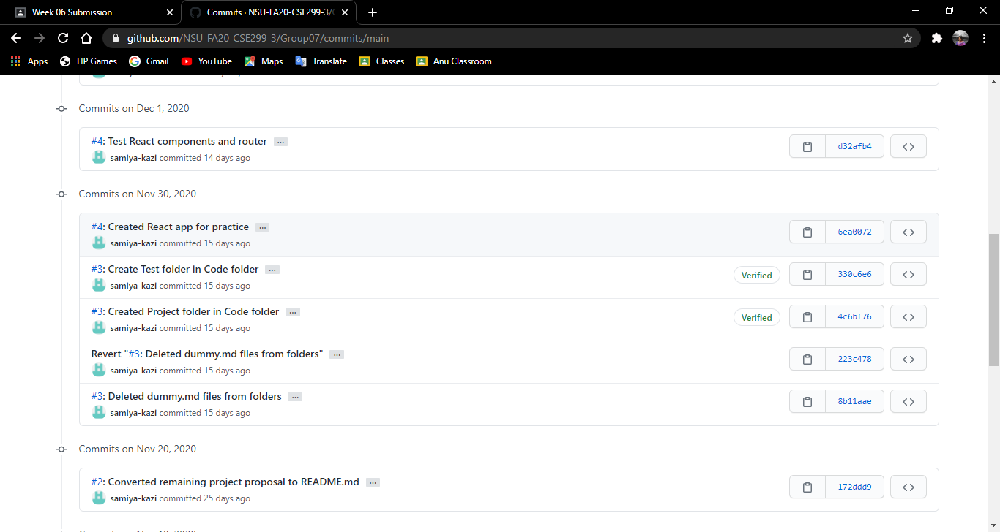 Week 06 Submission
Commits · NSU-FA20-CSE299-3/
github.com/NSU-FA20-CSE299-3/Group07/commits/main
Apps HP Games Gmail YouTube Maps Translate Classes Anu Classroom
Commits on Dec 1, 2020
#4: Test React components and router ...
samiya-kazi committed 14 days ago
d32afb4
Commits on Nov 30, 2020
#4: Created React app for practice ...
samiya-kazi committed 15 days ago
6ea0072
#3: Create Test folder in Code folder ...
samiya-kazi committed 15 days ago
Verified 330c6e6
#3: Created Project folder in Code folder ...
samiya-kazi committed 15 days ago
Verified 4c6bf76
Revert "#3: Deleted dummy.md files from folders" ...
samiya-kazi committed 15 days ago
223c478
#3: Deleted dummy.md files from folders ...
samiya-kazi committed 15 days ago
8b11aae
Commits on Nov 20, 2020
#2: Converted remaining project proposal to README.md ...
samiya-kazi committed 25 days ago
172ddd9